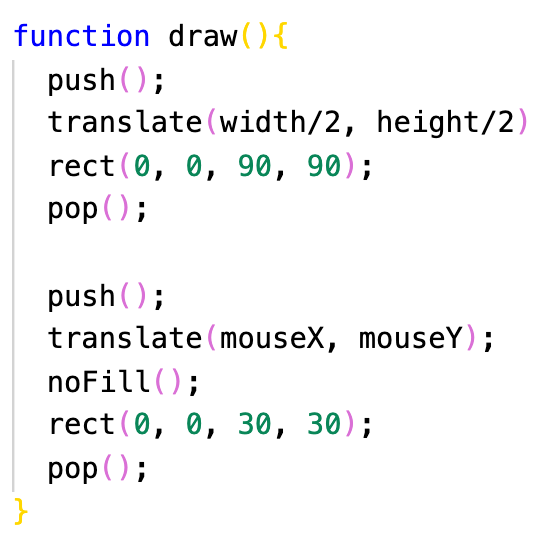 function draw(){
push();
translate(width/2, height/2)
rect(0, 0, 90, 90);
pop();
push();
translate(mouseX, mouseY);
noFill();
rect(0, 0, 30, 30);
pop();
}